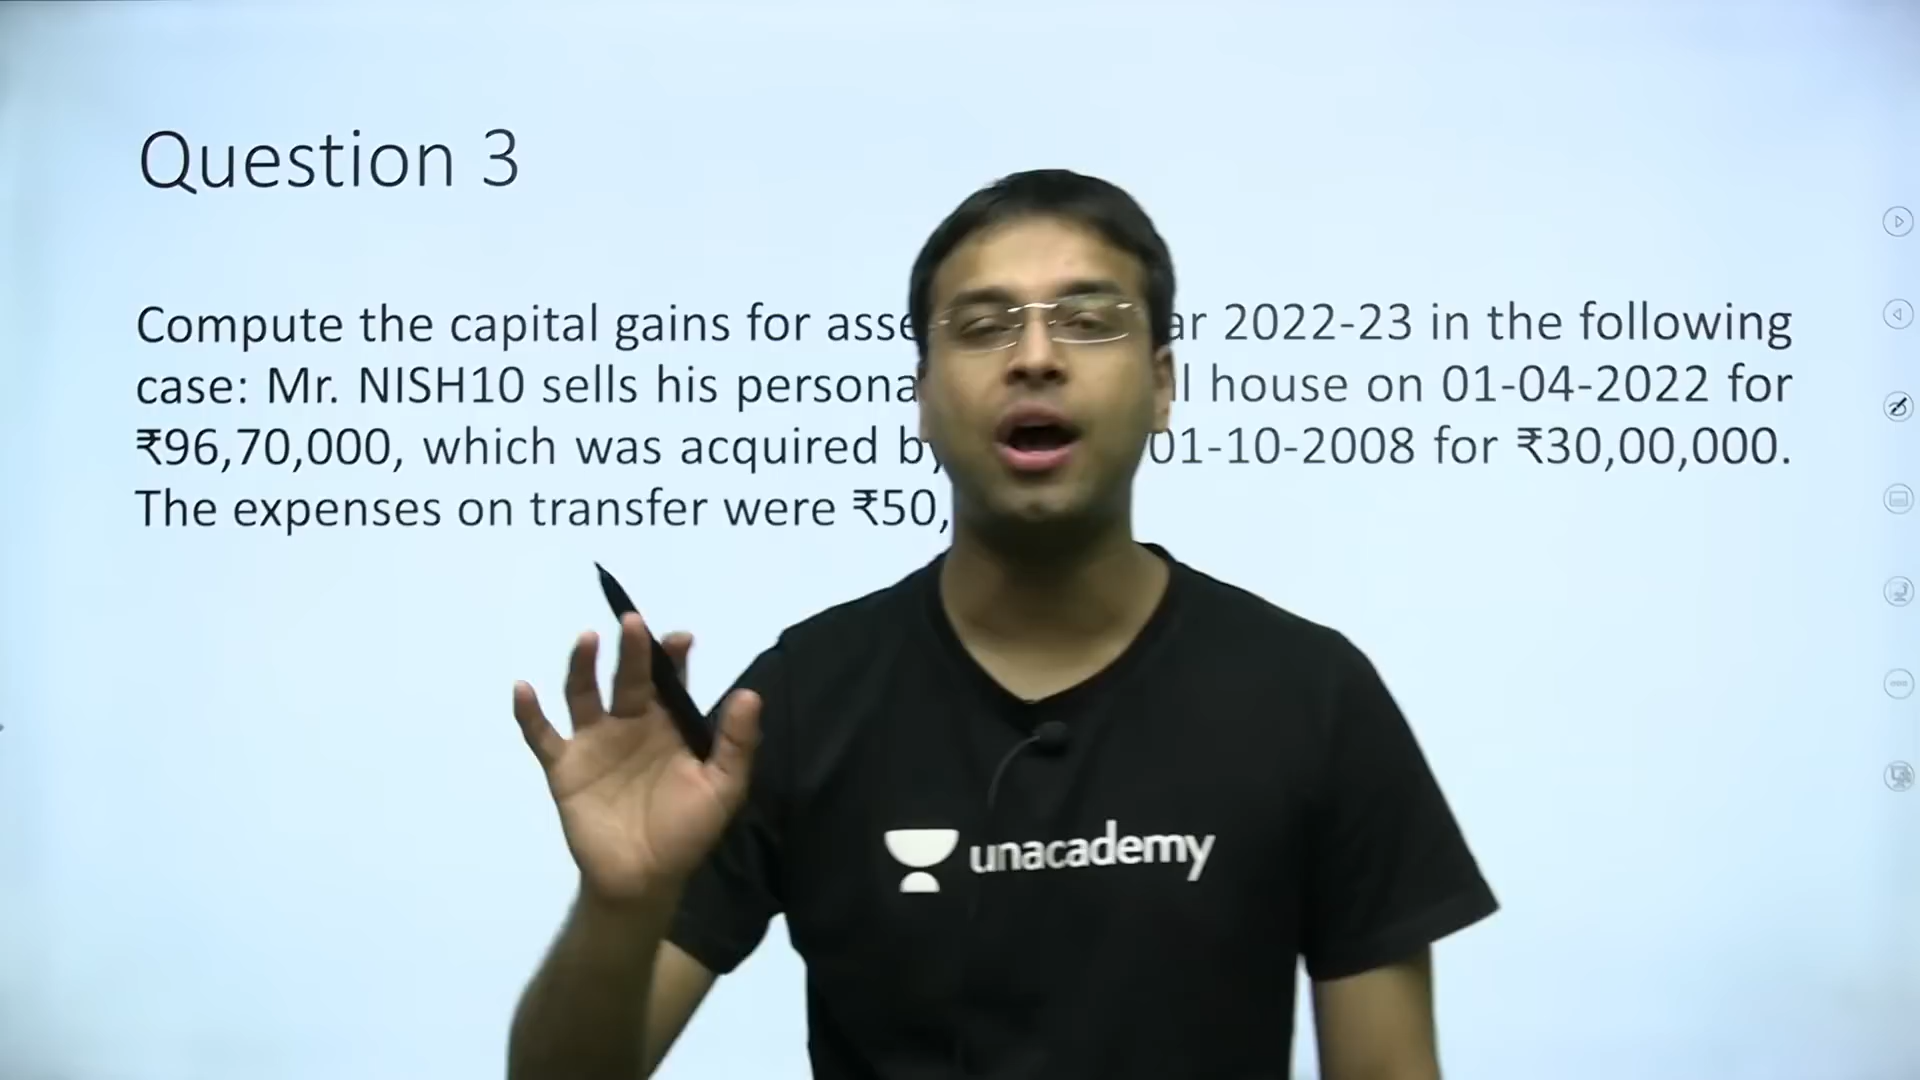 Question 3
Compute the capital gains for asse ar 2022-23 in the following
case: Mr. NISH10 sells his persona l house on 01-04-2022 for
₹96,70,000, which was acquired by 01-10-2008 for ₹30,00,000.
The expenses on transfer were ₹50,
unacademy